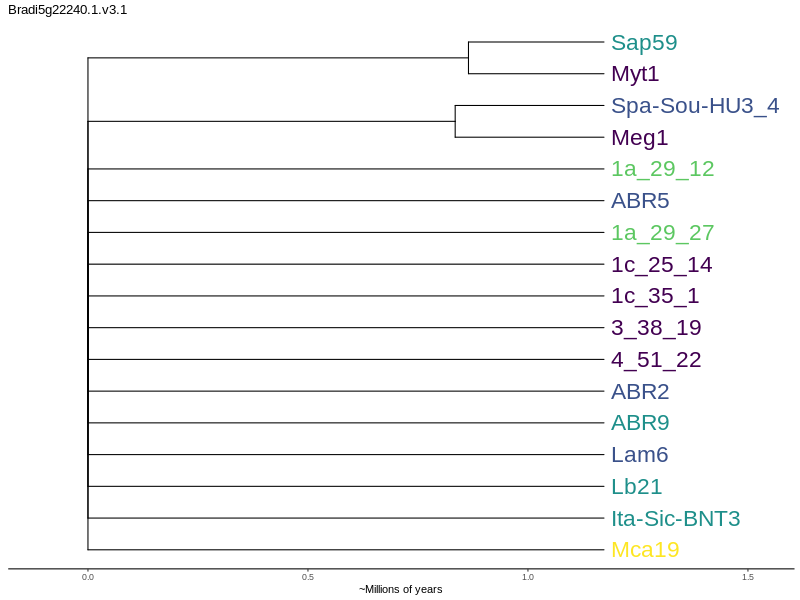 Bradi5g22240.1.v3.1
Sap59
Myt1
Spa-Sou-HU3_4
Meg1
1a_29_12
ABR5
1a_29_27
1c_25_14
1c_35_1
3_38_19
4_51_22
ABR2
ABR9
Lam6
Lb21
Ita-Sic-BNT3
Mca19
0.0 0.5 1.0 1.5
~Millions of years